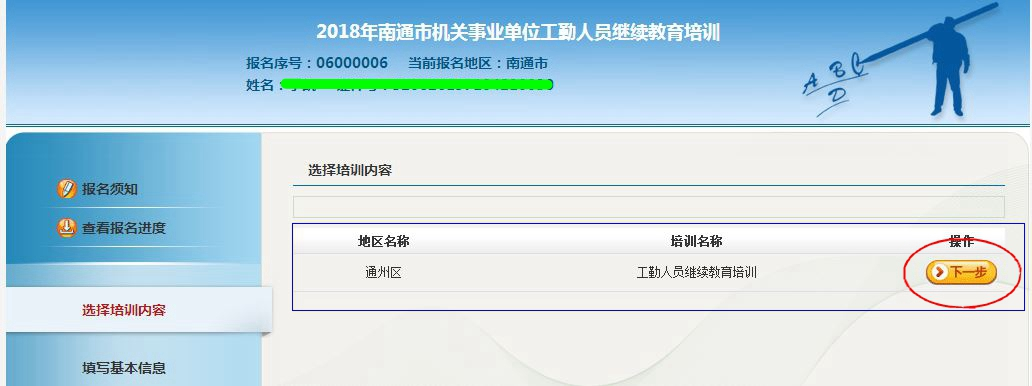 2018年南通市机关事业单位工勤人员继续教育培训
报名序号：06000006 当前报名地区：南通市
姓名：
A B C
D
报名须知
查看报名进度
选择培训内容
填写基本信息
选择培训内容
地区名称 培训名称 操作
通州区 工勤人员继续教育培训 下一步